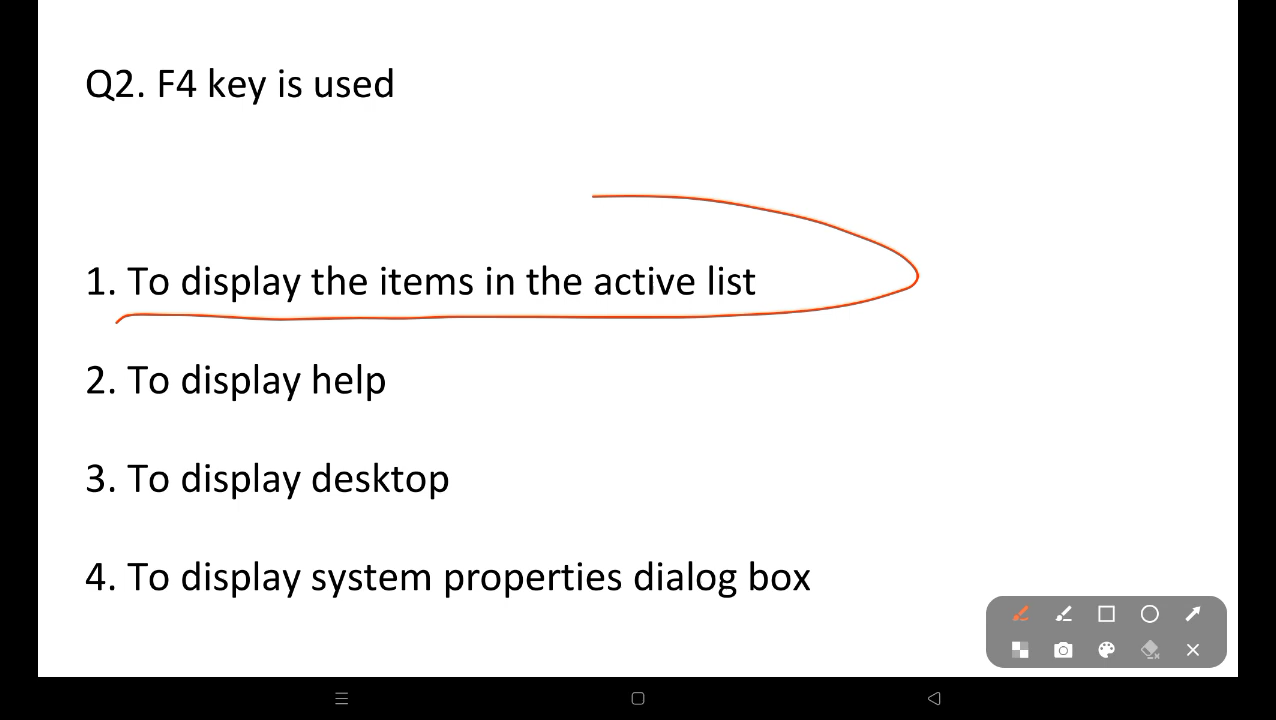 Q2. F4 key is used
1. To display the items in the active list
2. To display help
3. To display desktop
4. To display system properties dialog box